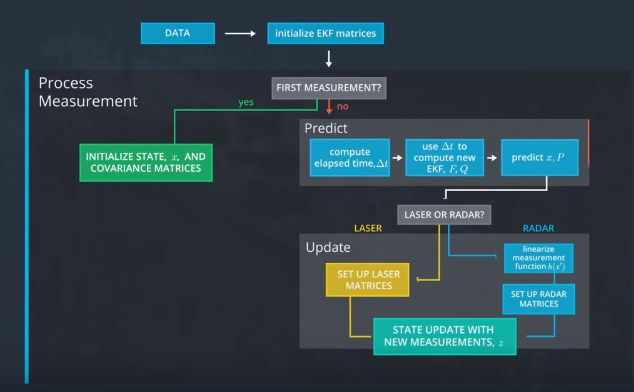 DATA
initialize EKF matrices
Process
Measurement
FIRST MEASUREMENT?
yes
no
Predict
INITIALIZE STATE, x, AND
COVARIANCE MATRICES
compute
elapsed time,Δt
use Δt to
compute new
EKF, F, Q
predict x, P
LASER OR RADAR?
LASER
RADAR
Update
linearize
measurement
function h(x')
SET UP LASER
MATRICES
SET UP RADAR
MATRICES
STATE UPDATE WITH
NEW MEASUREMENTS, z